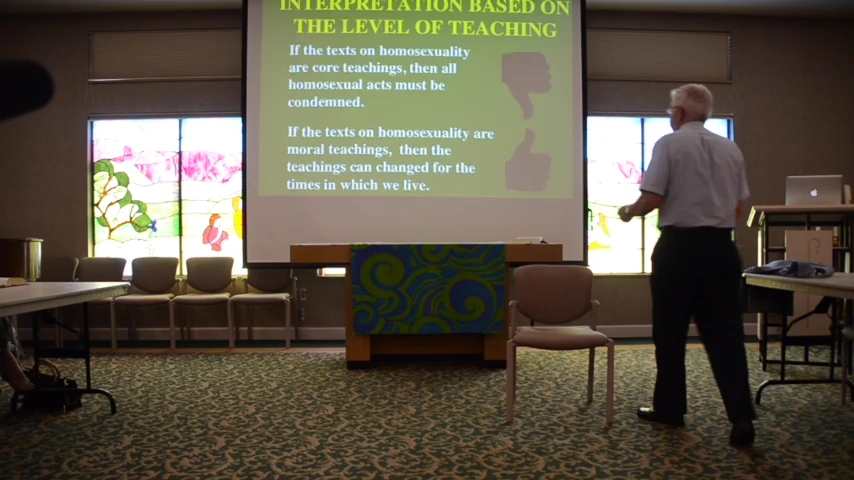 INTERPRETATION BASED ON
THE LEVEL OF TEACHING
If the texts on homosexuality
are core teachings, then all
homosexual acts must be
condemned.
If the texts on homosexuality are
moral teachings, then the
teachings can changed for the
times in which we live.